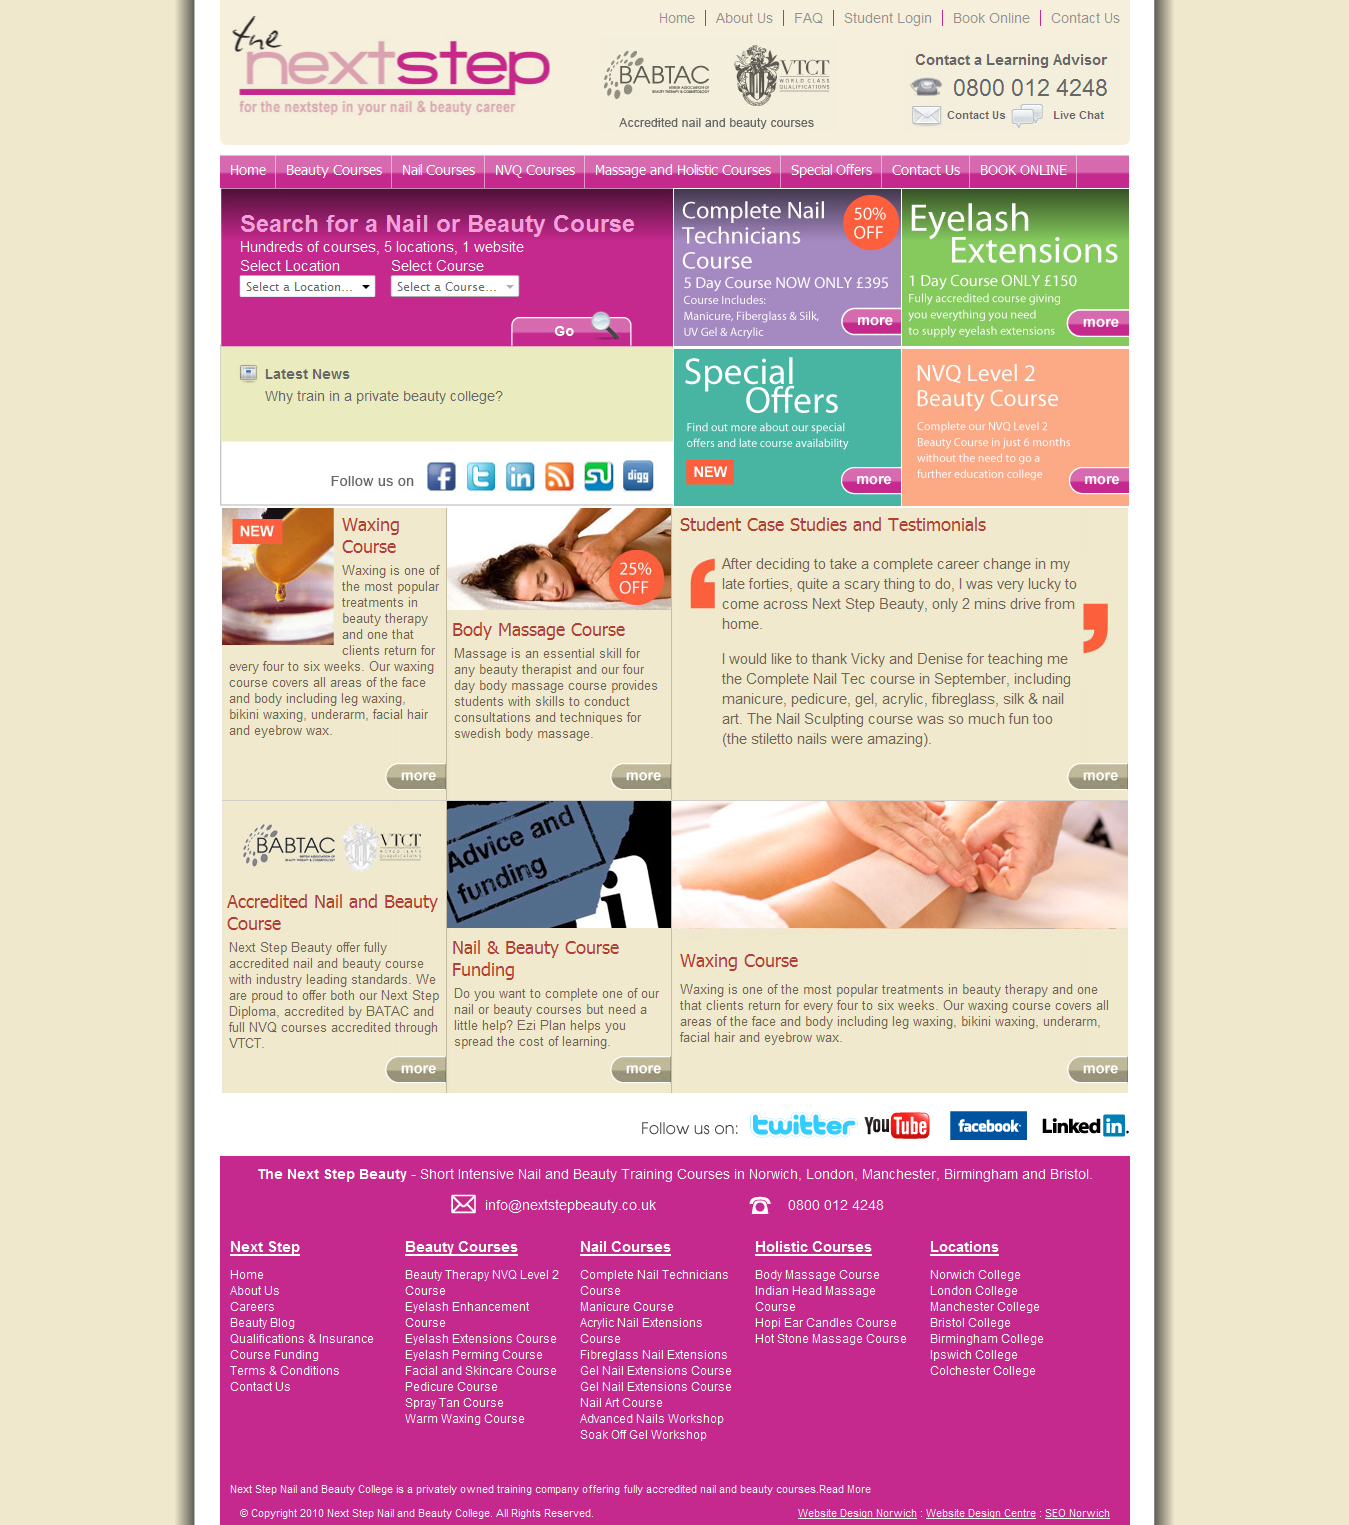 Home | About Us | FAQ | Student Login | Book Online | Contact Us
the
nextstep
for the nextstep in your nail & beauty career
BABTAC
VTCT
WORLD CLASS
QUALIFICATIONS
Accredited nail and beauty courses
Contact a Learning Advisor
0800 012 4248
Contact Us
Live Chat
Home
Beauty Courses
Nail Courses
NVQ Courses
Massage and Holistic Courses
Special Offers
Contact Us
BOOK ONLINE
Search for a Nail or Beauty Course
Hundreds of courses, 5 locations, 1 website
Select Location
Select Course
Select a Location...
Select a Course...
Go
Complete Nail
Technicians
Course
50%
OFF
5 Day Course NOW ONLY £395
Course Includes:
Manicure, Fiberglass & Silk,
UV Gel & Acrylic
more
Eyelash
Extensions
1 Day Course ONLY £150
Fully accredited course giving
you everything you need
to supply eyelash extensions
more
Latest News
Why train in a private beauty college?
Follow us on
digg
Special
Offers
Find out more about our special
offers and late course availability
NEW
more
NVQ Level 2
Beauty Course
Complete our NVQ Level 2
Beauty Course in just 6 months
without the need to go a
further education college
more
NEW
Waxing
Course
Waxing is one of
the most popular
treatments in
beauty therapy
and one that
clients return for
every four to six weeks. Our waxing
course covers all areas of the face
and body including leg waxing,
bikini waxing, underarm, facial hair
and eyebrow wax.
more
25%
OFF
Body Massage Course
Massage is an essential skill for
any beauty therapist and our four
day body massage course provides
students with skills to conduct
consultations and techniques for
swedish body massage.
more
Student Case Studies and Testimonials
After deciding to take a complete career change in my
late forties, quite a scary thing to do, I was very lucky to
come across Next Step Beauty, only 2 mins drive from
home.
I would like to thank Vicky and Denise for teaching me
the Complete Nail Tec course in September, including
manicure, pedicure, gel, acrylic, fibreglass, silk & nail
art. The Nail Sculpting course was so much fun too
(the stiletto nails were amazing).
more
BABTAC
VTCT
Accredited Nail and Beauty
Course
Next Step Beauty offer fully
accredited nail and beauty course
with industry leading standards. We
are proud to offer both our Next Step
Diploma, accredited by BATAC and
full NVQ courses accredited through
VTCT.
more
Advice and
funding
i
Nail & Beauty Course
Funding
Do you want to complete one of our
nail or beauty courses but need a
little help? Ezi Plan helps you
spread the cost of learning.
more
Waxing Course
Waxing is one of the most popular treatments in beauty therapy and one
that clients return for every four to six weeks. Our waxing course covers all
areas of the face and body including leg waxing, bikini waxing, underarm,
facial hair and eyebrow wax.
more
Follow us on:
twitter
YouTube
facebook
Linked in.
The Next Step Beauty - Short Intensive Nail and Beauty Training Courses in Norwich, London, Manchester, Birmingham and Bristol.
info@nextstepbeauty.co.uk
0800 012 4248
Next Step
Home
About Us
Careers
Beauty Blog
Qualifications & Insurance
Course Funding
Terms & Conditions
Contact Us
Beauty Courses
Beauty Therapy NVQ Level 2
Course
Eyelash Enhancement
Course
Eyelash Extensions Course
Eyelash Perming Course
Facial and Skincare Course
Pedicure Course
Spray Tan Course
Warm Waxing Course
Nail Courses
Complete Nail Technicians
Course
Manicure Course
Acrylic Nail Extensions
Course
Fibreglass Nail Extensions
Gel Nail Extensions Course
Gel Nail Extensions Course
Nail Art Course
Advanced Nails Workshop
Soak Off Gel Workshop
Holistic Courses
Body Massage Course
Indian Head Massage
Course
Hopi Ear Candles Course
Hot Stone Massage Course
Locations
Norwich College
London College
Manchester College
Bristol College
Birmingham College
Ipswich College
Colchester College
Next Step Nail and Beauty College is a privately owned training company offering fully accredited nail and beauty courses.Read More
© Copyright 2010 Next Step Nail and Beauty College. All Rights Reserved.
Website Design Norwich : Website Design Centre : SEO Norwich